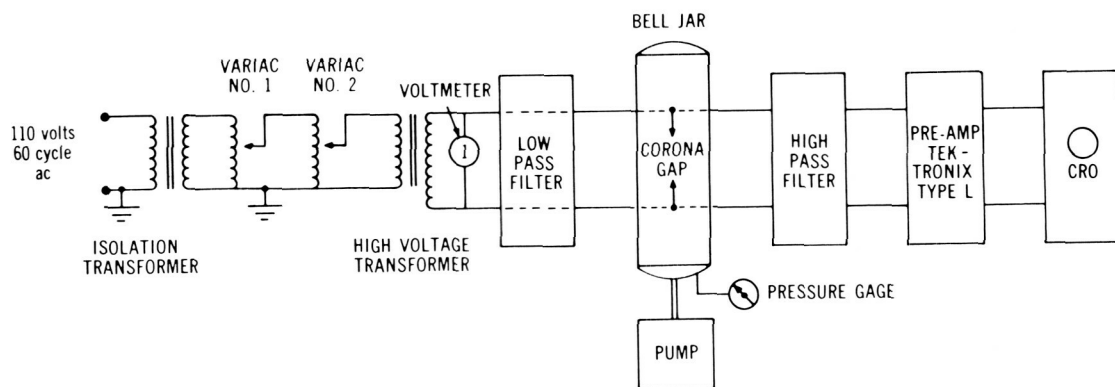 BELL JAR
VARIAC
NO. 1
VARIAC
NO. 2
VOLTMETER
110 volts
60 cycle
ac
1
LOW
PASS
FILTER
CORONA
GAP
HIGH
PASS
FILTER
PRE-AMP
TEK-
TRONIX
TYPE L
CRO
ISOLATION
TRANSFORMER
HIGH VOLTAGE
TRANSFORMER
PRESSURE GAGE
PUMP